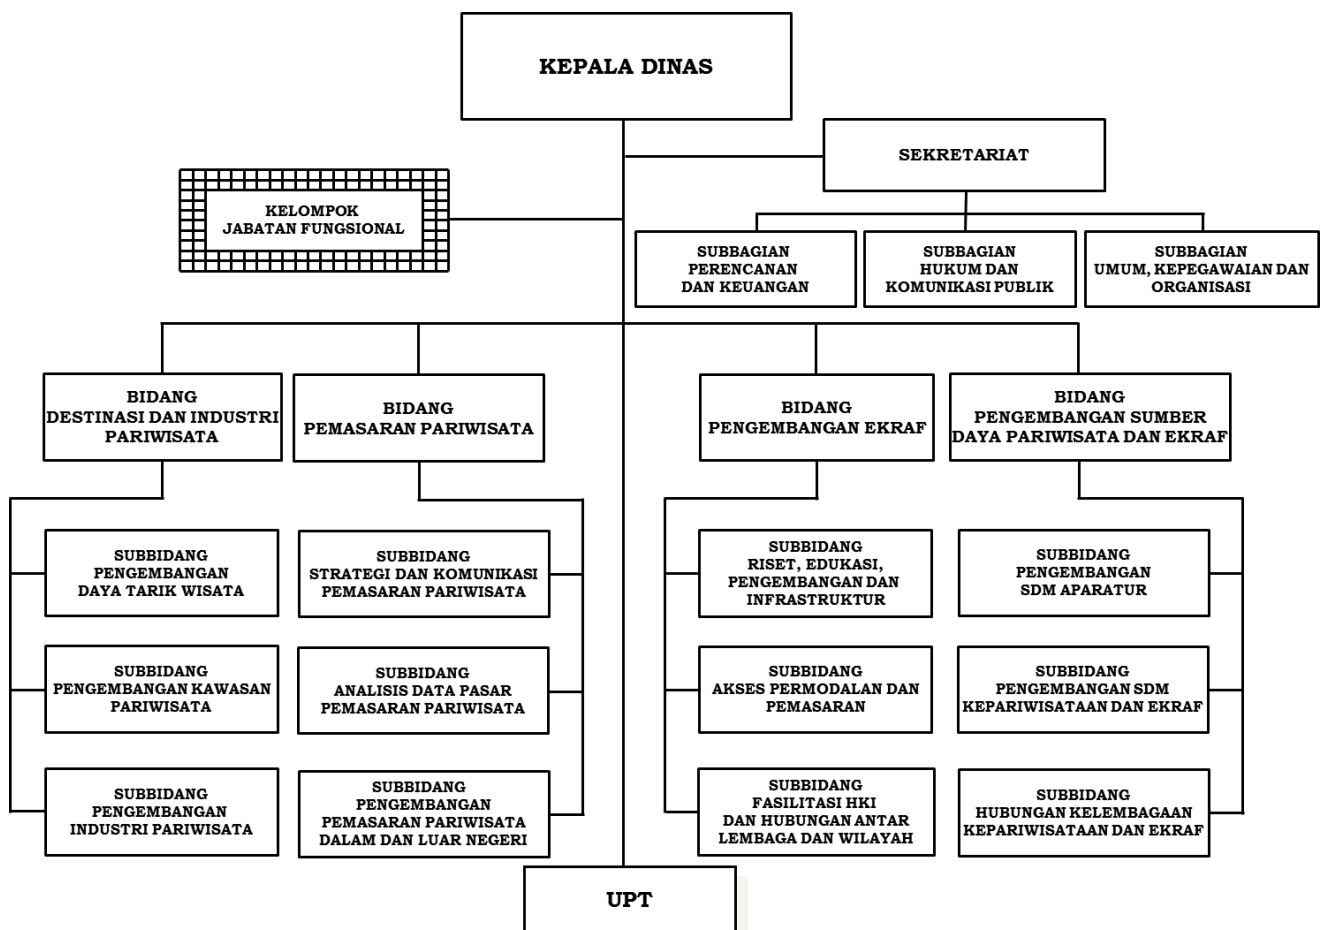 KEPALA DINAS
SEKRETARIAT
KELOMPOK
JABATAN FUNGSIONAL
SUBBAGIAN
PERENCANAN
DAN KEUANGAN
SUBBAGIAN
HUKUM DAN
KOMUNIKASI PUBLIK
SUBBAGIAN
UMUM, KEPEGAWAIAN DAN
ORGANISASI
BIDANG
DESTINASI DAN INDUSTRI
PARIWISATA
BIDANG
PEMASARAN PARIWISATA
BIDANG
PENGEMBANGAN EKRAF
BIDANG
PENGEMBANGAN SUMBER
DAYA PARIWISATA DAN EKRAF
SUBBIDANG
PENGEMBANGAN
DAYA TARIK WISATA
SUBBIDANG
STRATEGI DAN KOMUNIKASI
PEMASARAN PARIWISATA
SUBBIDANG
RISET, EDUKASI,
PENGEMBANGAN DAN
INFRASTRUKTUR
SUBBIDANG
PENGEMBANGAN
SDM APARATUR
SUBBIDANG
PENGEMBANGAN KAWASAN
PARIWISATA
SUBBIDANG
ANALISIS DATA PASAR
PEMASARAN PARIWISATA
SUBBIDANG
AKSES PERMODALAN DAN
PEMASARAN
SUBBIDANG
PENGEMBANGAN SDM
KEPARIWISATAAN DAN EKRAF
SUBBIDANG
PENGEMBANGAN
INDUSTRI PARIWISATA
SUBBIDANG
PENGEMBANGAN
PEMASARAN PARIWISATA
DALAM DAN LUAR NEGERI
SUBBIDANG
FASILITASI HKI
DAN HUBUNGAN ANTAR
LEMBAGA DAN WILAYAH
SUBBIDANG
HUBUNGAN KELEMBAGAAN
KEPARIWISATAAN DAN EKRAF
UPT